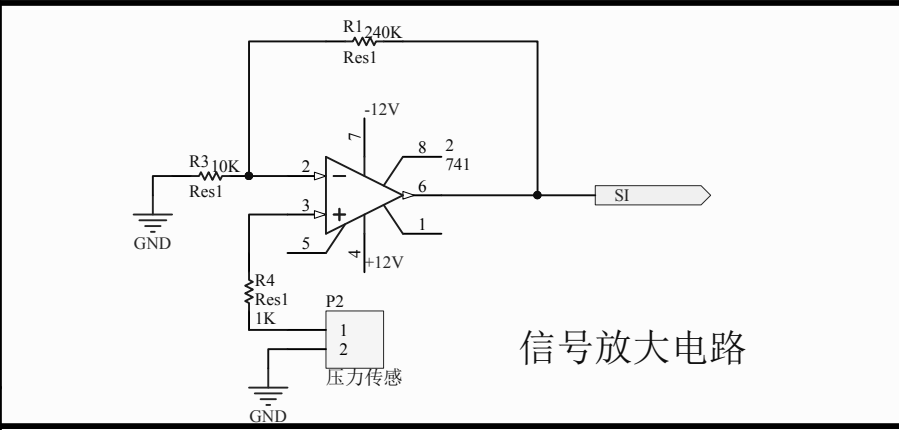 R1 240K
Res1
-12V
7
8 2
741
R3 10K
Res1
2
6
SI
3
1
GND
5
4
+12V
R4
Res1
1K
P2
1
2
信号放大电路
压力传感
GND